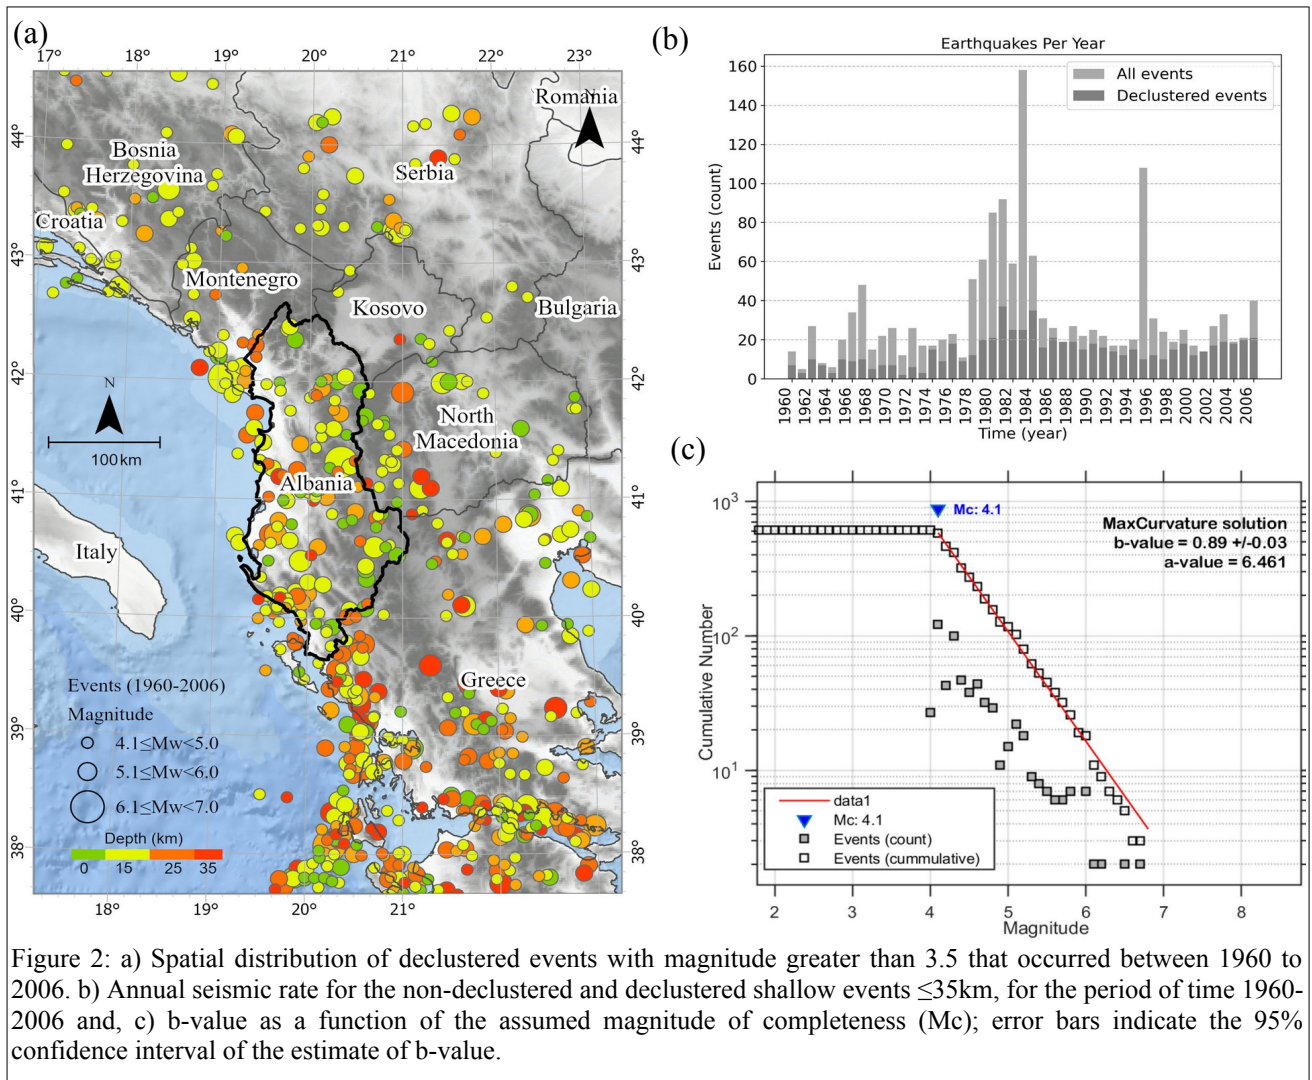 (a)
17° 18° 19° 20° 21° 22° 23°
Romania
N
44° 44°
Bosnia
Herzegovina
Serbia
Croatia
43° 43°
Montenegro
Kosovo
Bulgaria
42° 42°
N
100 km
North
Macedonia
Albania
41° 41°
Italy
40° 40°
Greece
39° 39°
38° 38°
Events (1960-2006)
Magnitude
4.1≤Mw<5.0
5.1≤Mw<6.0
6.1≤Mw<7.0
Depth (km)
0 15 25 35
18° 19° 20° 21°
(b)
Earthquakes Per Year
All events
Declustered events
Events (count)
160
140
120
100
80
60
40
20
0
1960 1962 1964 1966 1968 1970 1972 1974 1976 1978 1980 1982 1984 1986 1988 1990 1992 1994 1996 1998 2000 2002 2004 2006
Time (year)
(c)
Mc: 4.1
MaxCurvature solution
b-value = 0.89 +/-0.03
a-value = 6.461
Cumulative Number
10³
10²
10¹
data1
Mc: 4.1
Events (count)
Events (cummulative)
2 3 4 5 6 7 8
Magnitude
Figure 2: a) Spatial distribution of declustered events with magnitude greater than 3.5 that occurred between 1960 to
2006. b) Annual seismic rate for the non-declustered and declustered shallow events ≤35km, for the period of time 1960-
2006 and, c) b-value as a function of the assumed magnitude of completeness (Mc); error bars indicate the 95%
confidence interval of the estimate of b-value.